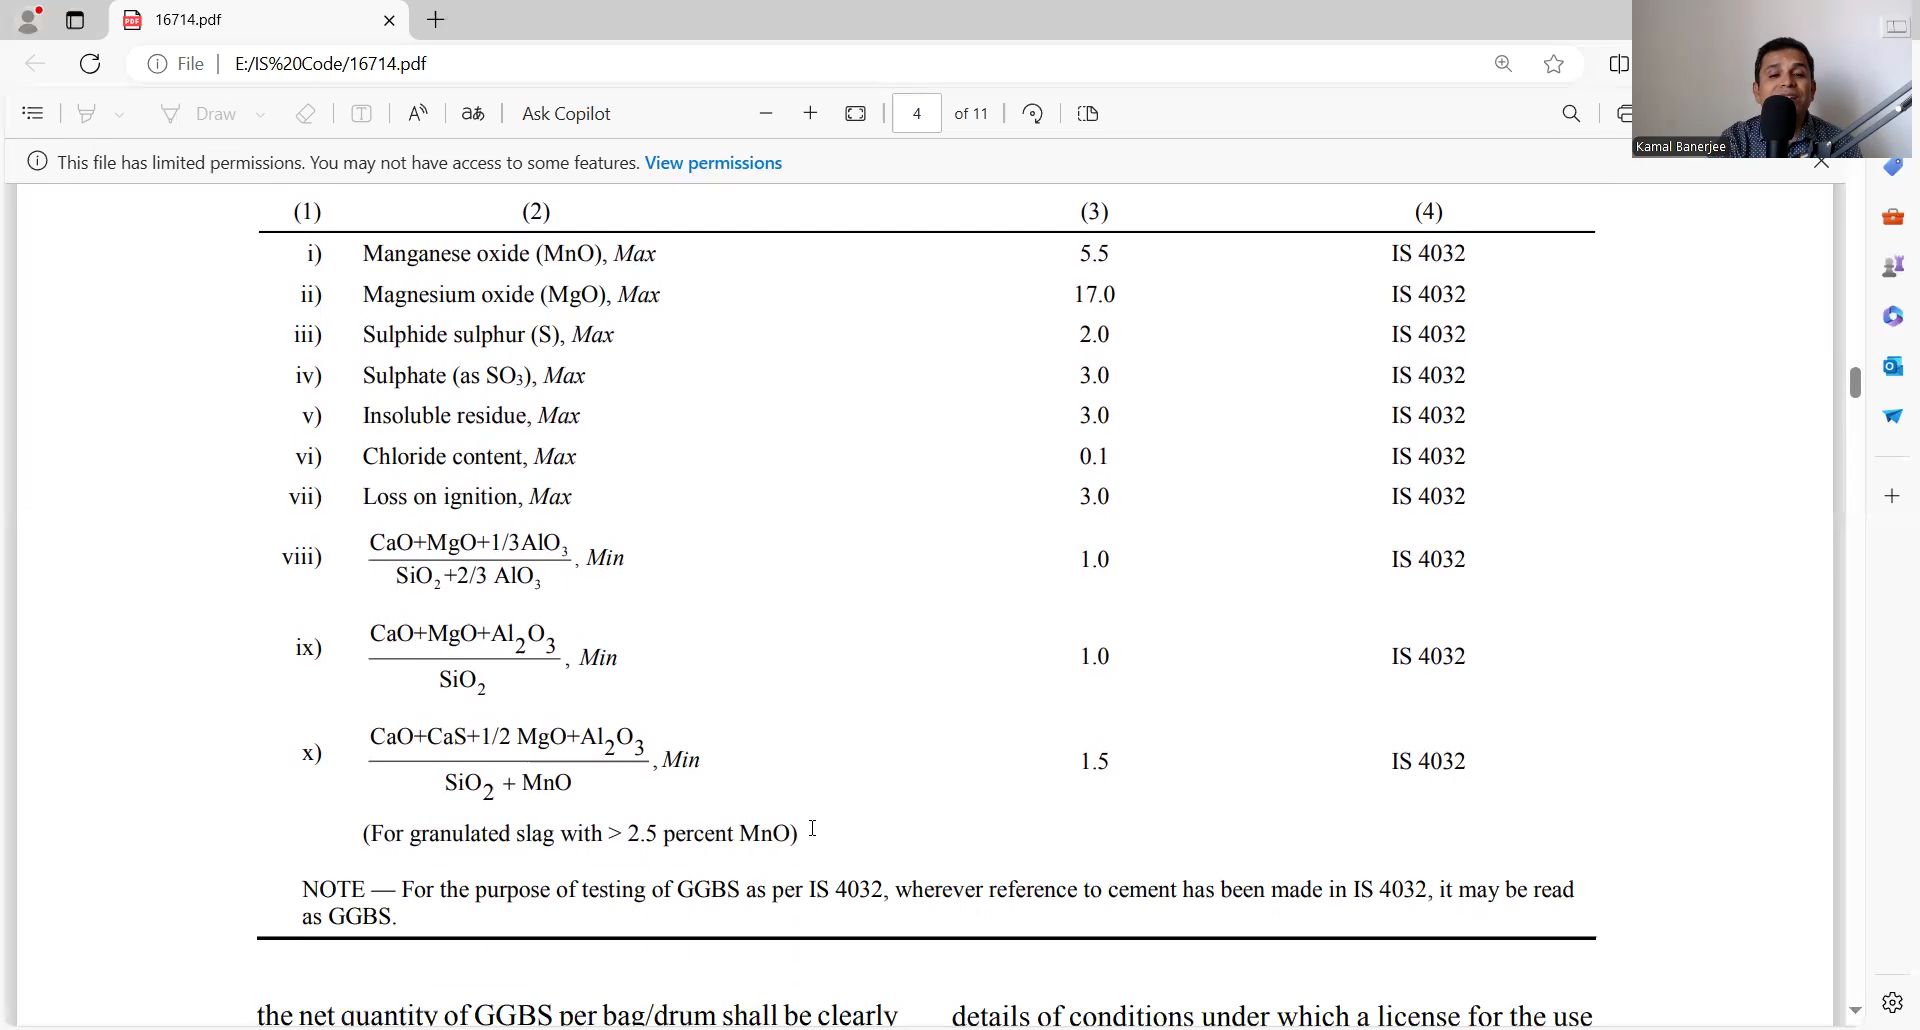 16714.pdf
File E:/IS%20Code/16714.pdf
Draw Ask Copilot 4 of 11
Kamal Banerjee
This file has limited permissions. You may not have access to some features. View permissions
(1) (2) (3) (4)
i) Manganese oxide (MnO), Max 5.5 IS 4032
ii) Magnesium oxide (MgO), Max 17.0 IS 4032
iii) Sulphide sulphur (S), Max 2.0 IS 4032
iv) Sulphate (as SO₃), Max 3.0 IS 4032
v) Insoluble residue, Max 3.0 IS 4032
vi) Chloride content, Max 0.1 IS 4032
vii) Loss on ignition, Max 3.0 IS 4032
CaO+MgO+1/3AlO₃
viii) , Min 1.0 IS 4032
SiO₂+2/3 AlO₃
CaO+MgO+Al₂O₃
ix) , Min 1.0 IS 4032
SiO₂
CaO+CaS+1/2 MgO+Al₂O₃
x) , Min 1.5 IS 4032
SiO₂ + MnO
(For granulated slag with > 2.5 percent MnO)
NOTE — For the purpose of testing of GGBS as per IS 4032, wherever reference to cement has been made in IS 4032, it may be read
as GGBS.
the net quantity of GGBS per bag/drum shall be clearly
details of conditions under which a license for the use